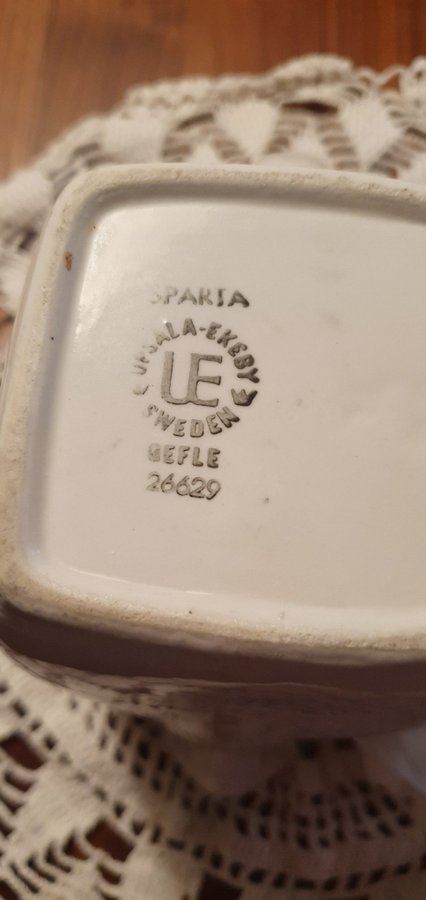 SPARTA
UPSALA-EKEBY
UE
SWEDEN
GEFLE
26629